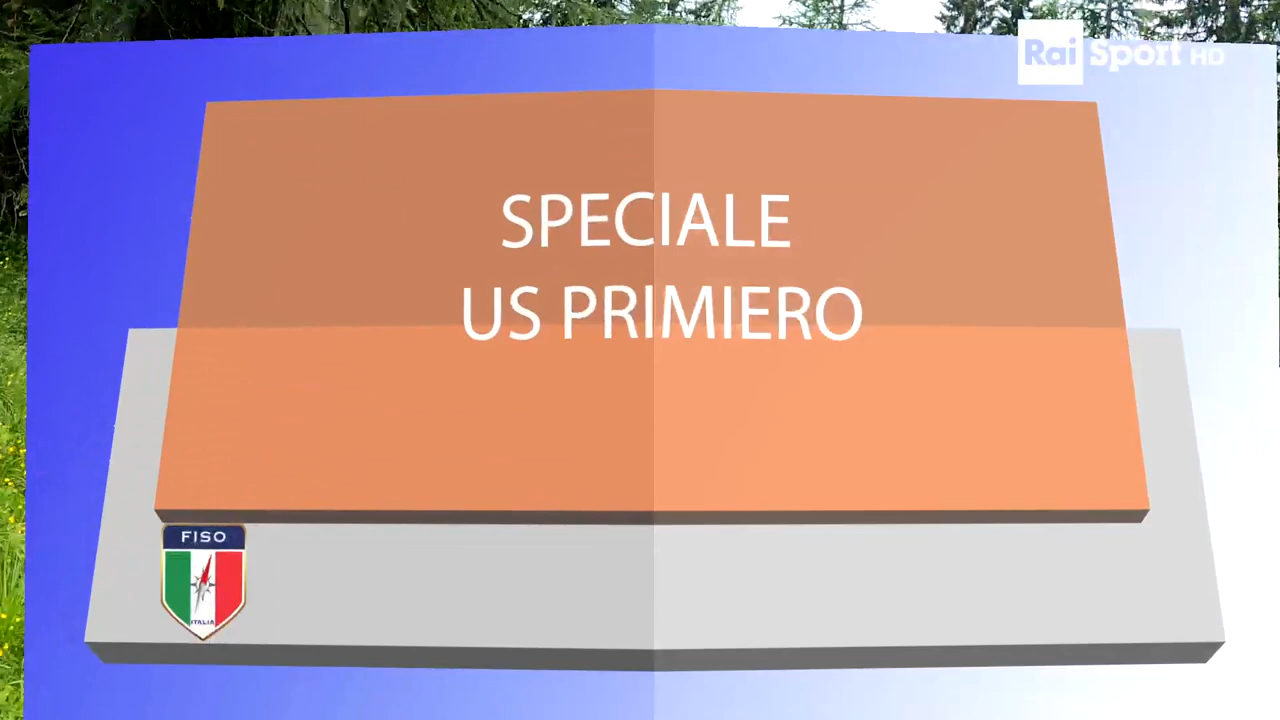 Rai Sport HD
SPECIALE
US PRIMIERO
FISO
ITALIA